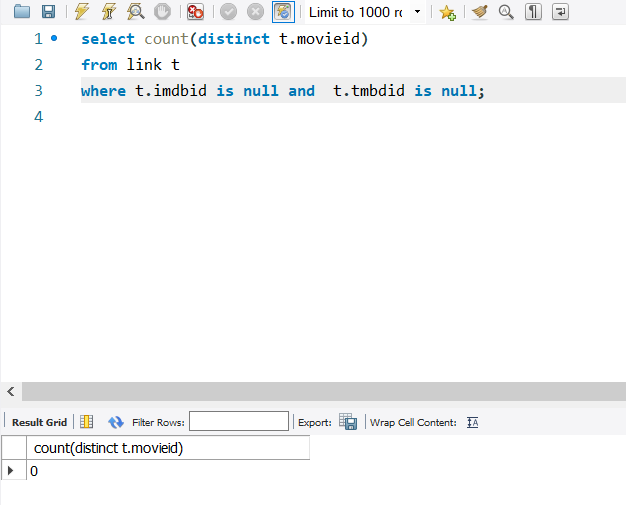 Limit to 1000 rc
1 select count(distinct t.movieid)
2 from link t
3 where t.imdbid is null and  t.tmbdid is null;
4
Result Grid Filter Rows: Export: Wrap Cell Content:
count(distinct t.movieid)
0